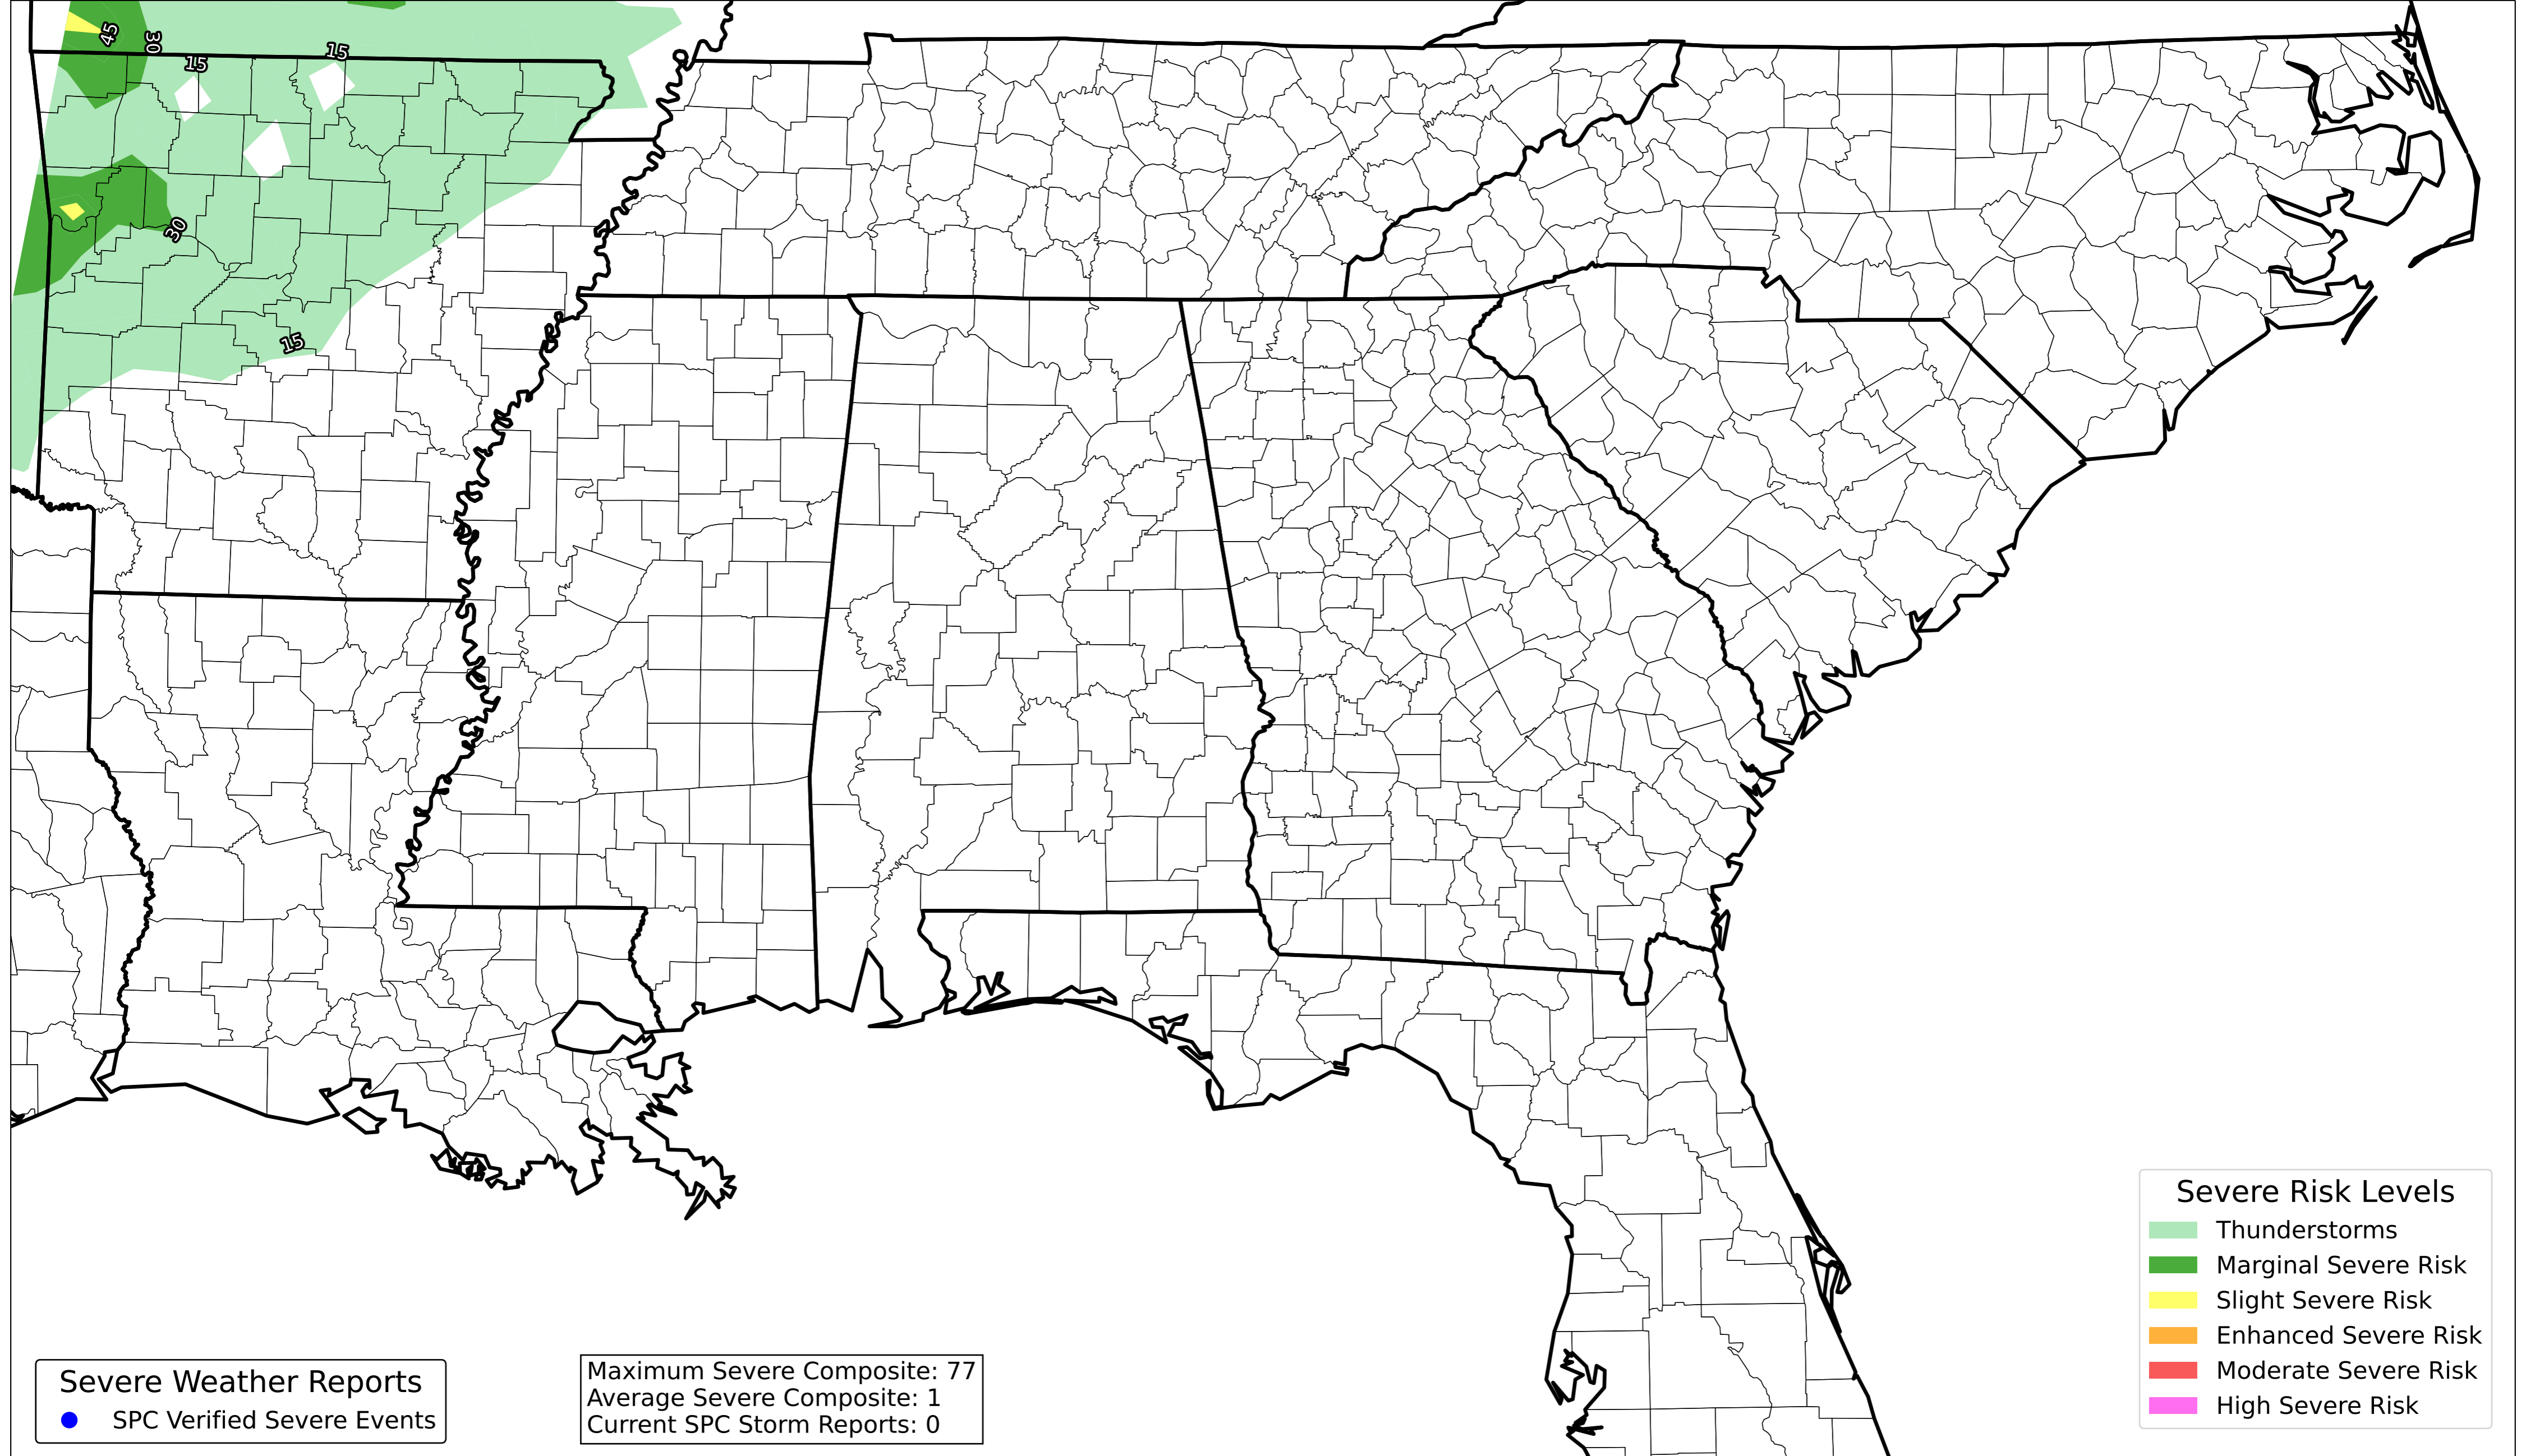 45
30
15
15
30
15
Severe Risk Levels
Thunderstorms
Marginal Severe Risk
Slight Severe Risk
Enhanced Severe Risk
Moderate Severe Risk
High Severe Risk
Severe Weather Reports
SPC Verified Severe Events
Maximum Severe Composite: 77
Average Severe Composite: 1
Current SPC Storm Reports: 0